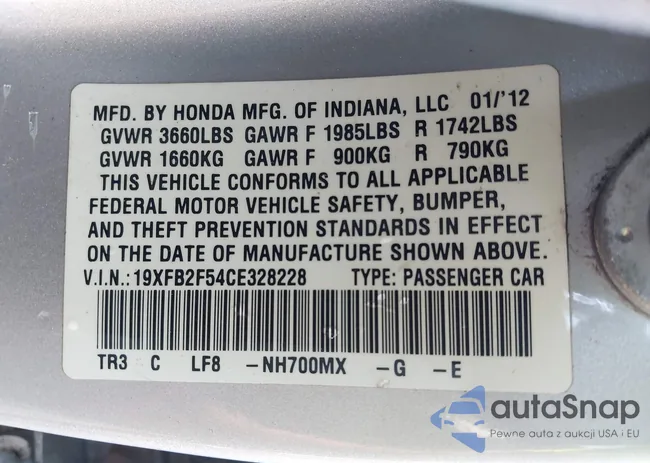 MFD. BY HONDA MFG. OF INDIANA, LLC 01/'12
GVWR 3660LBS GAWR F 1985LBS R 1742LBS
GVWR 1660KG GAWR F 900KG R 790KG
THIS VEHICLE CONFORMS TO ALL APPLICABLE
FEDERAL MOTOR VEHICLE SAFETY, BUMPER,
AND THEFT PREVENTION STANDARDS IN EFFECT
ON THE DATE OF MANUFACTURE SHOWN ABOVE.
V.I.N.:19XFB2F54CE328228 TYPE: PASSENGER CAR
TR3 C LF8 -NH700MX -G -E
autaSnap
Pewne auta z aukcji USA i EU